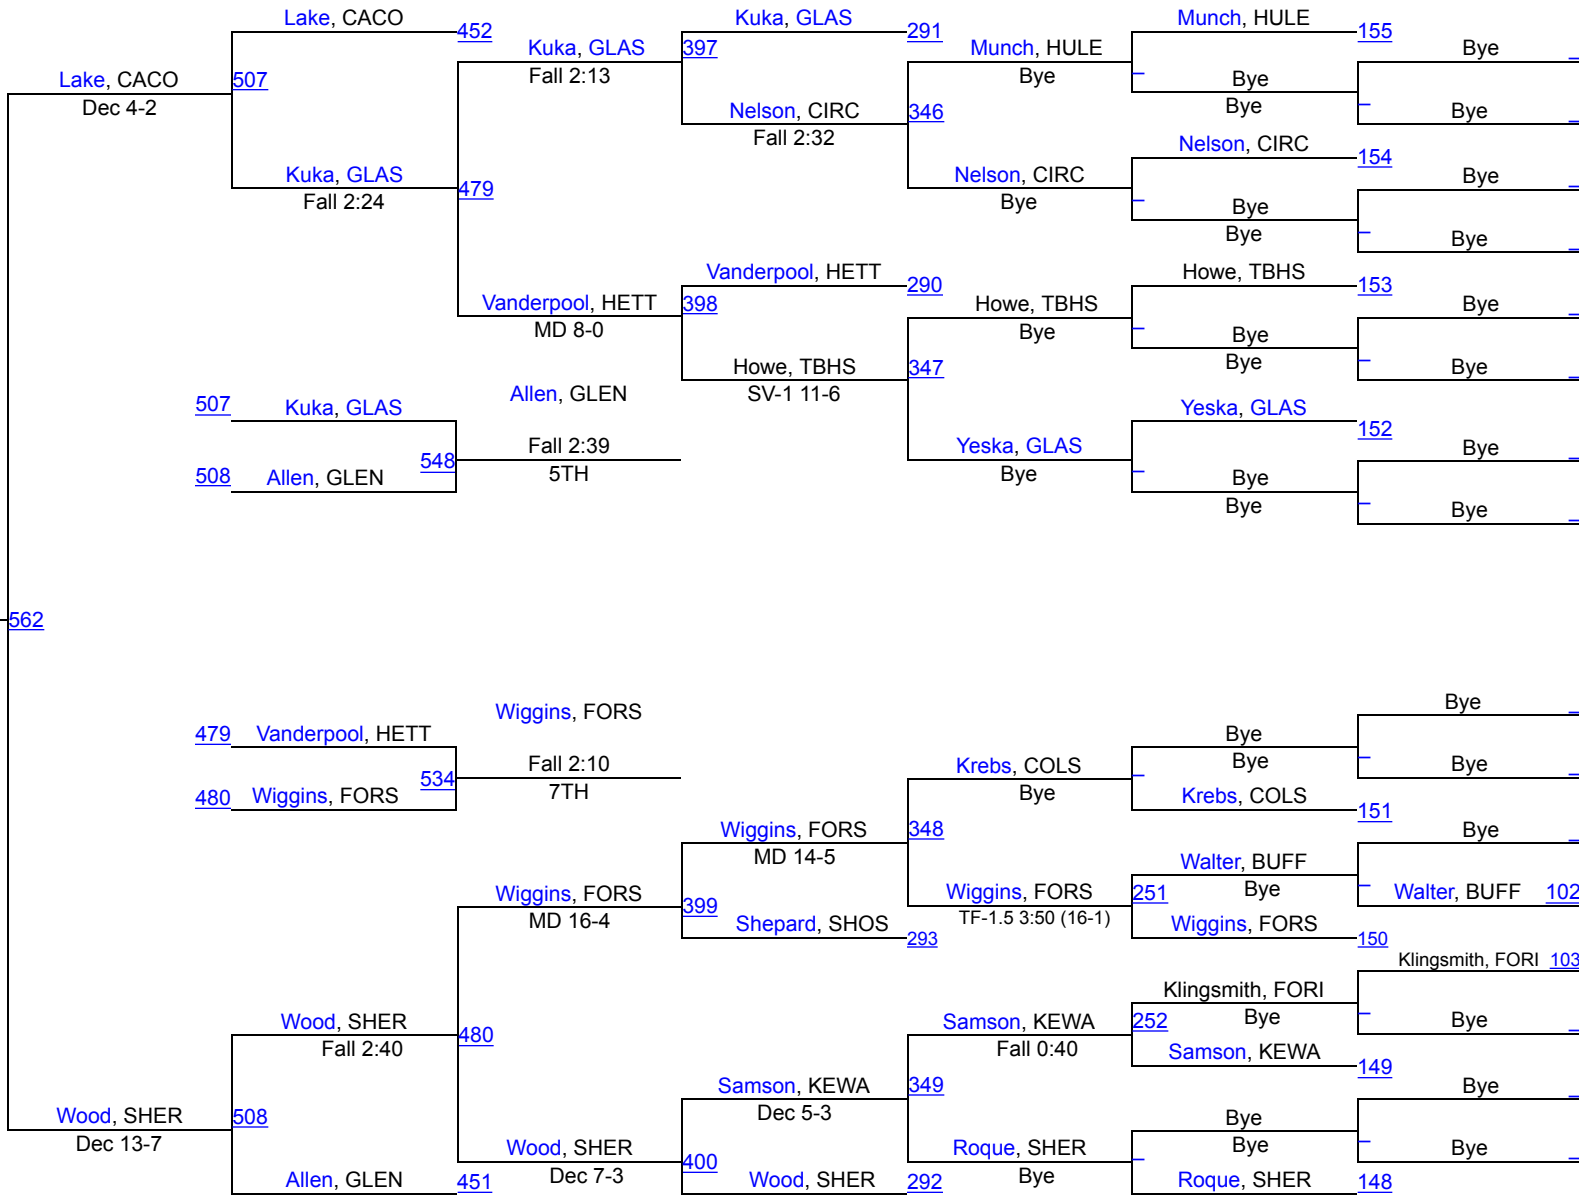 Lake, CACO
Kuka, GLAS
Munch, HULE
452
291
155
Kuka, GLAS
397
Munch, HULE
Bye
Fall 2:13
Bye
Lake, CACO
507
Bye
Dec 4-2
Bye
Nelson, CIRC
346
Bye
Fall 2:32
Nelson, CIRC
154
Kuka, GLAS
479
Nelson, CIRC
Bye
Fall 2:24
Bye
Bye
Bye
Bye
Vanderpool, HETT
Howe, TBHS
290
153
Vanderpool, HETT
398
Howe, TBHS
Bye
MD 8-0
Bye
Bye
Bye
Howe, TBHS
347
Bye
SV-1 11-6
507
Kuka, GLAS
Allen, GLEN
Yeska, GLAS
152
548
Fall 2:39
Yeska, GLAS
Bye
5TH
Bye
508
Allen, GLEN
Bye
Bye
Bye
562
Wiggins, FORS
Bye
479
Vanderpool, HETT
Bye
534
Fall 2:10
Krebs, COLS
Bye
Bye
7TH
Bye
480
Wiggins, FORS
Krebs, COLS
151
Wiggins, FORS
348
Bye
MD 14-5
Walter, BUFF
Wiggins, FORS
399
Wiggins, FORS
251
Bye
Walter, BUFF
102
MD 16-4
TF-1.5 3:50 (16-1)
Shepard, SHOS
293
Wiggins, FORS
150
Klingsmith, FORI
103
Klingsmith, FORI
Wood, SHER
480
Samson, KEWA
252
Bye
Bye
Fall 2:40
Fall 0:40
Samson, KEWA
149
Samson, KEWA
349
Bye
Dec 5-3
Wood, SHER
508
Bye
Dec 13-7
Bye
Wood, SHER
400
Roque, SHER
Bye
Dec 7-3
Bye
Allen, GLEN
451
Wood, SHER
292
Roque, SHER
148